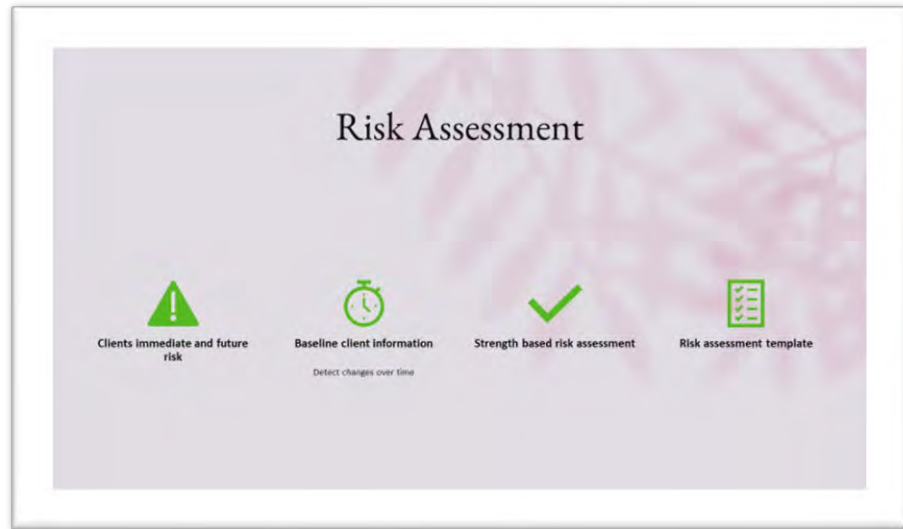 Risk Assessment
Clients immediate and future
risk
Baseline client information
Detect changes over time
Strength based risk assessment
Risk assessment template